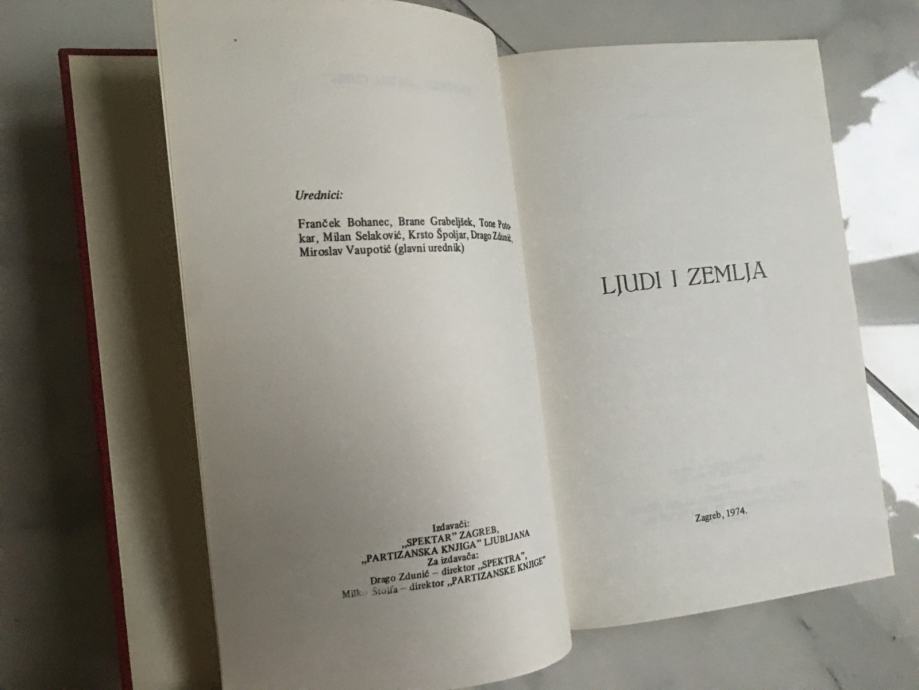 Urednici:
Franček Bohanec, Brane Grabeljšek, Tone Poto-
kar, Milan Selaković, Krsto Špoljar, Drago Zdunić,
Miroslav Vaupotić (glavni urednik)
Izdavači:
„SPEKTAR” ZAGREB,
„PARTIZANSKA KNJIGA” LJUBLJANA
Za izdavača:
Drago Zdunić – direktor „SPEKTRA”,
Štolfa – direktor „PARTIZANSKE KNJIGE”
LJUDI I ZEMLJA
Zagreb, 1974.